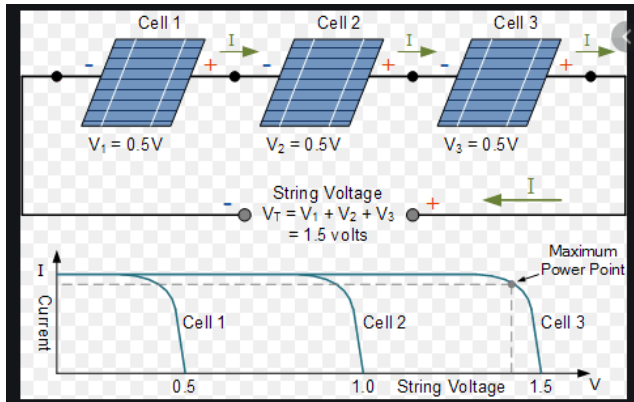 Cell 1
Cell 2
Cell 3
I
I
I
- + - + - +
V₁ = 0.5V
V₂ = 0.5V
V₃ = 0.5V
I
- String Voltage +
V_T = V₁ + V₂ + V₃
= 1.5 volts
Maximum
Power Point
I
Current
Cell 1
Cell 2
Cell 3
0.5
1.0
String Voltage
1.5
V